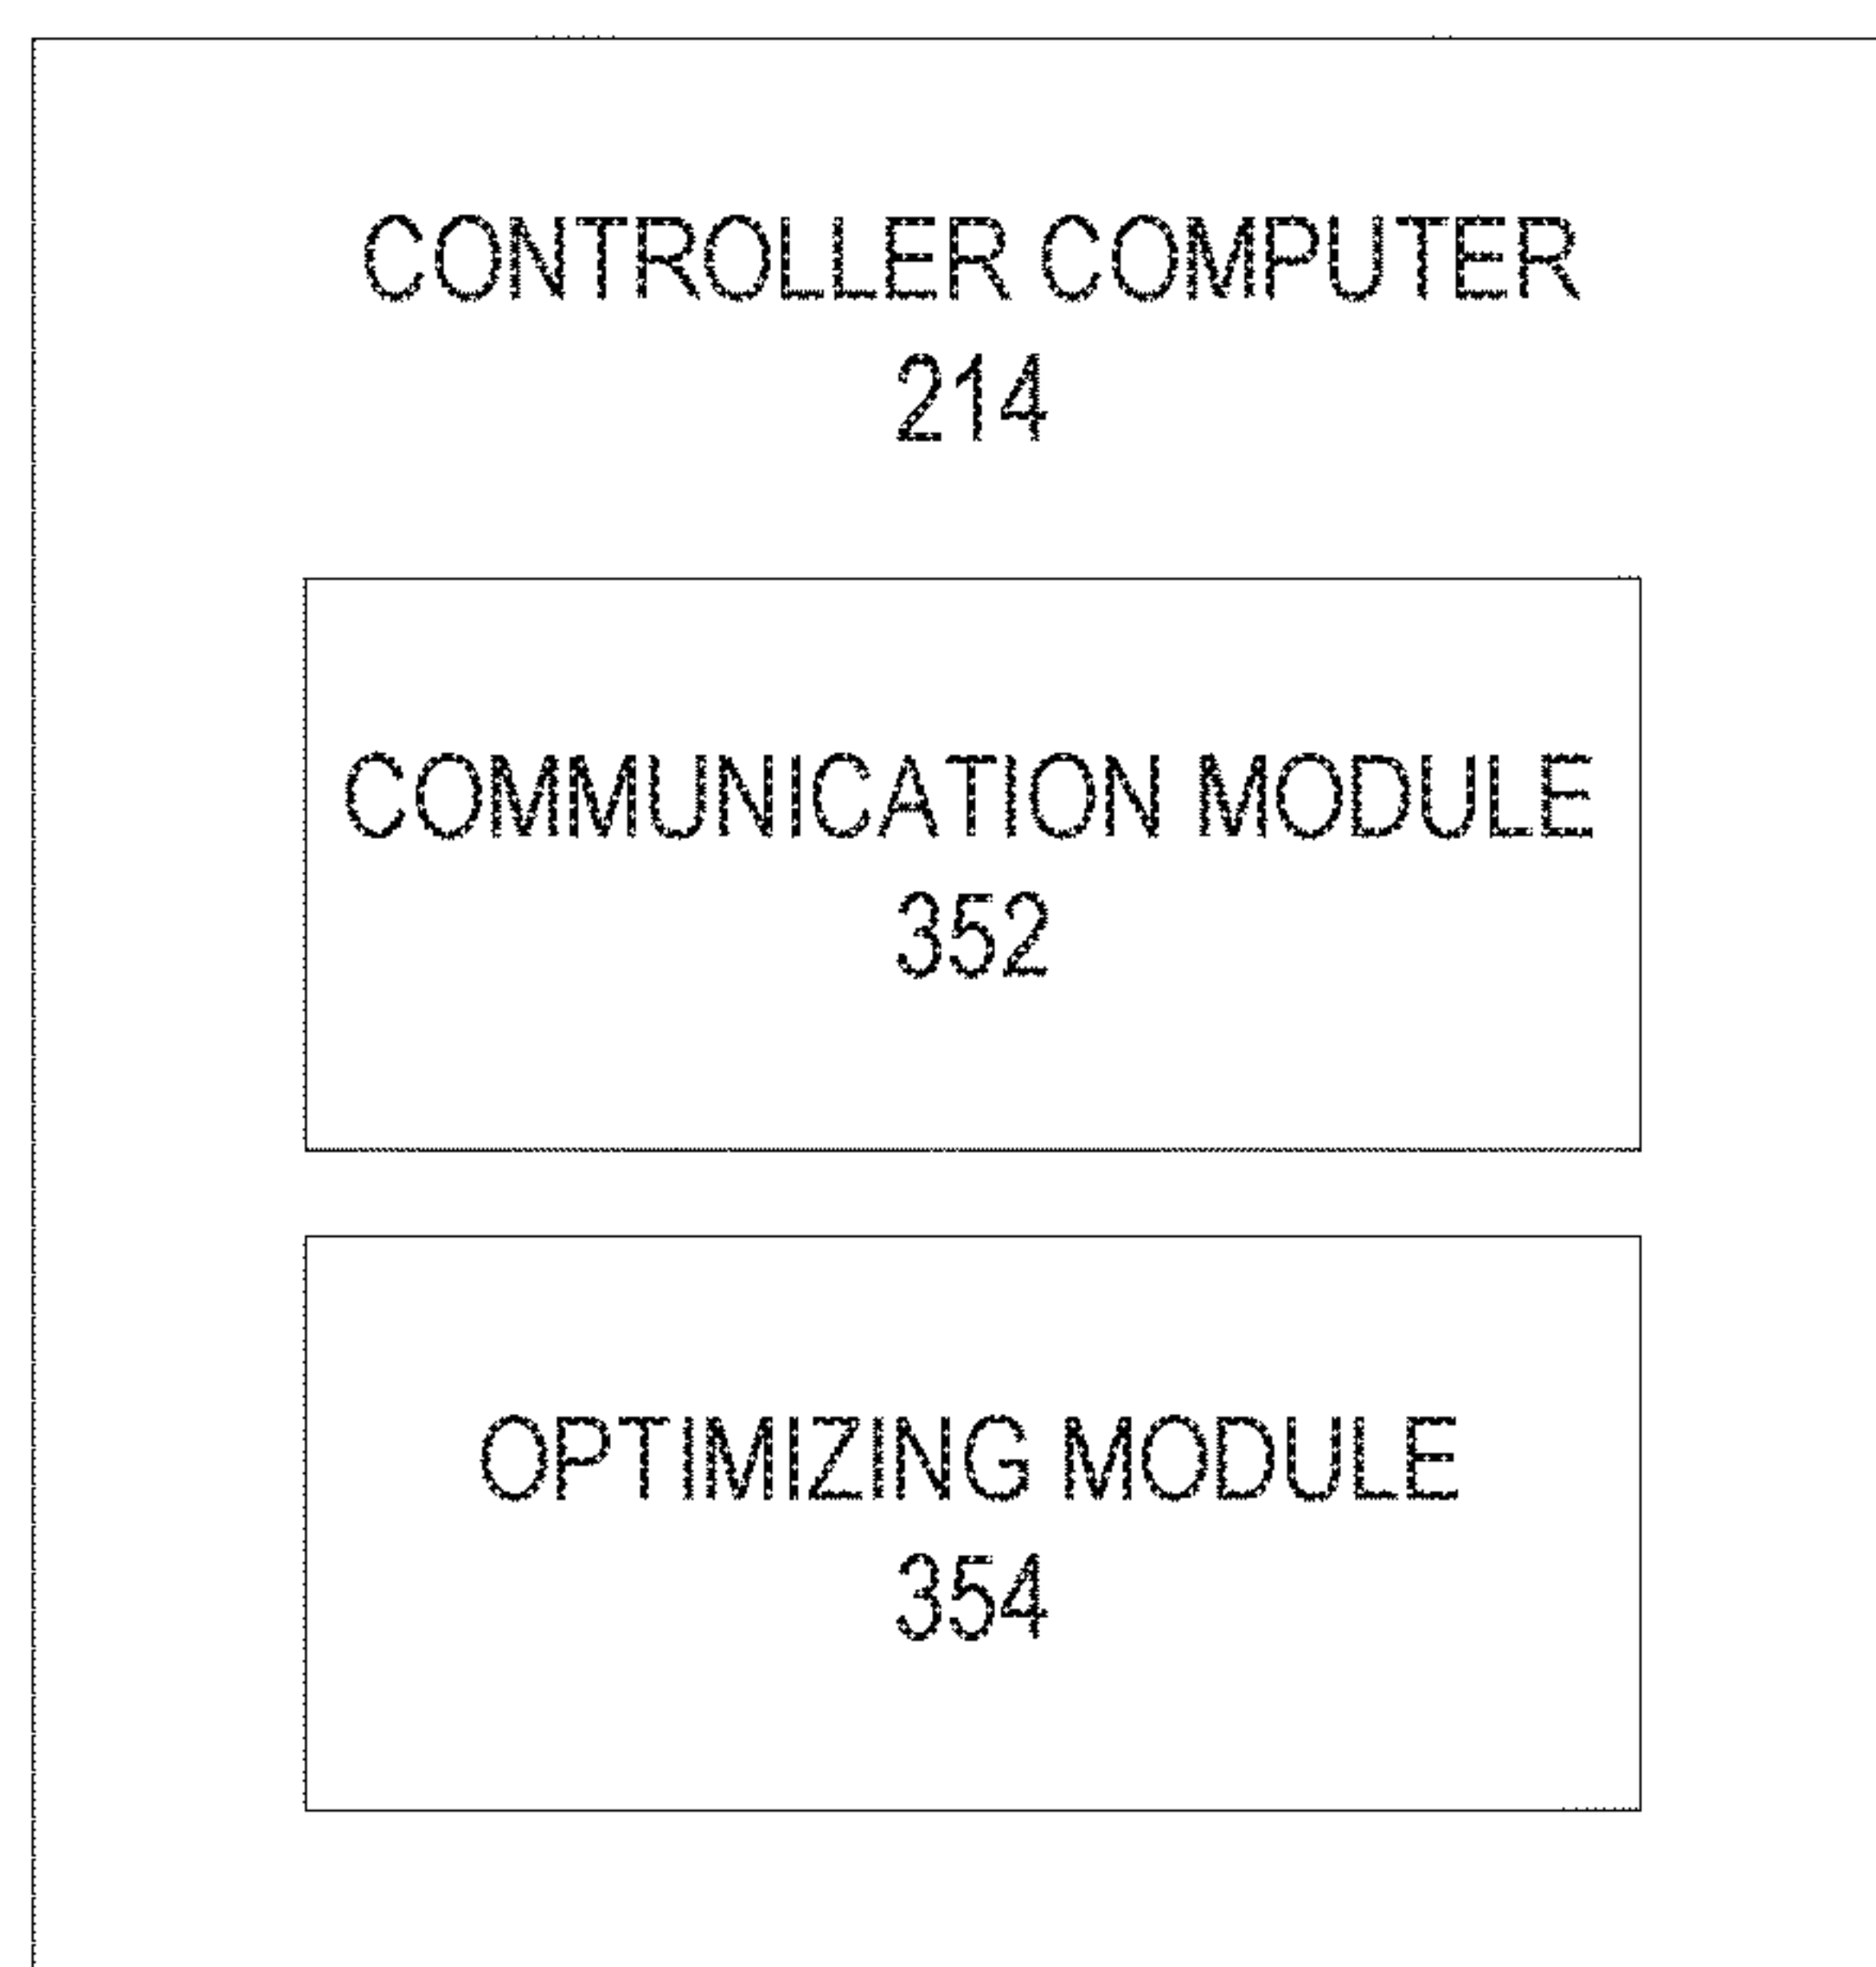 CONTROLLER COMPUTER
214
COMMUNICATION MODULE
352
OPTIMIZING MODULE
354